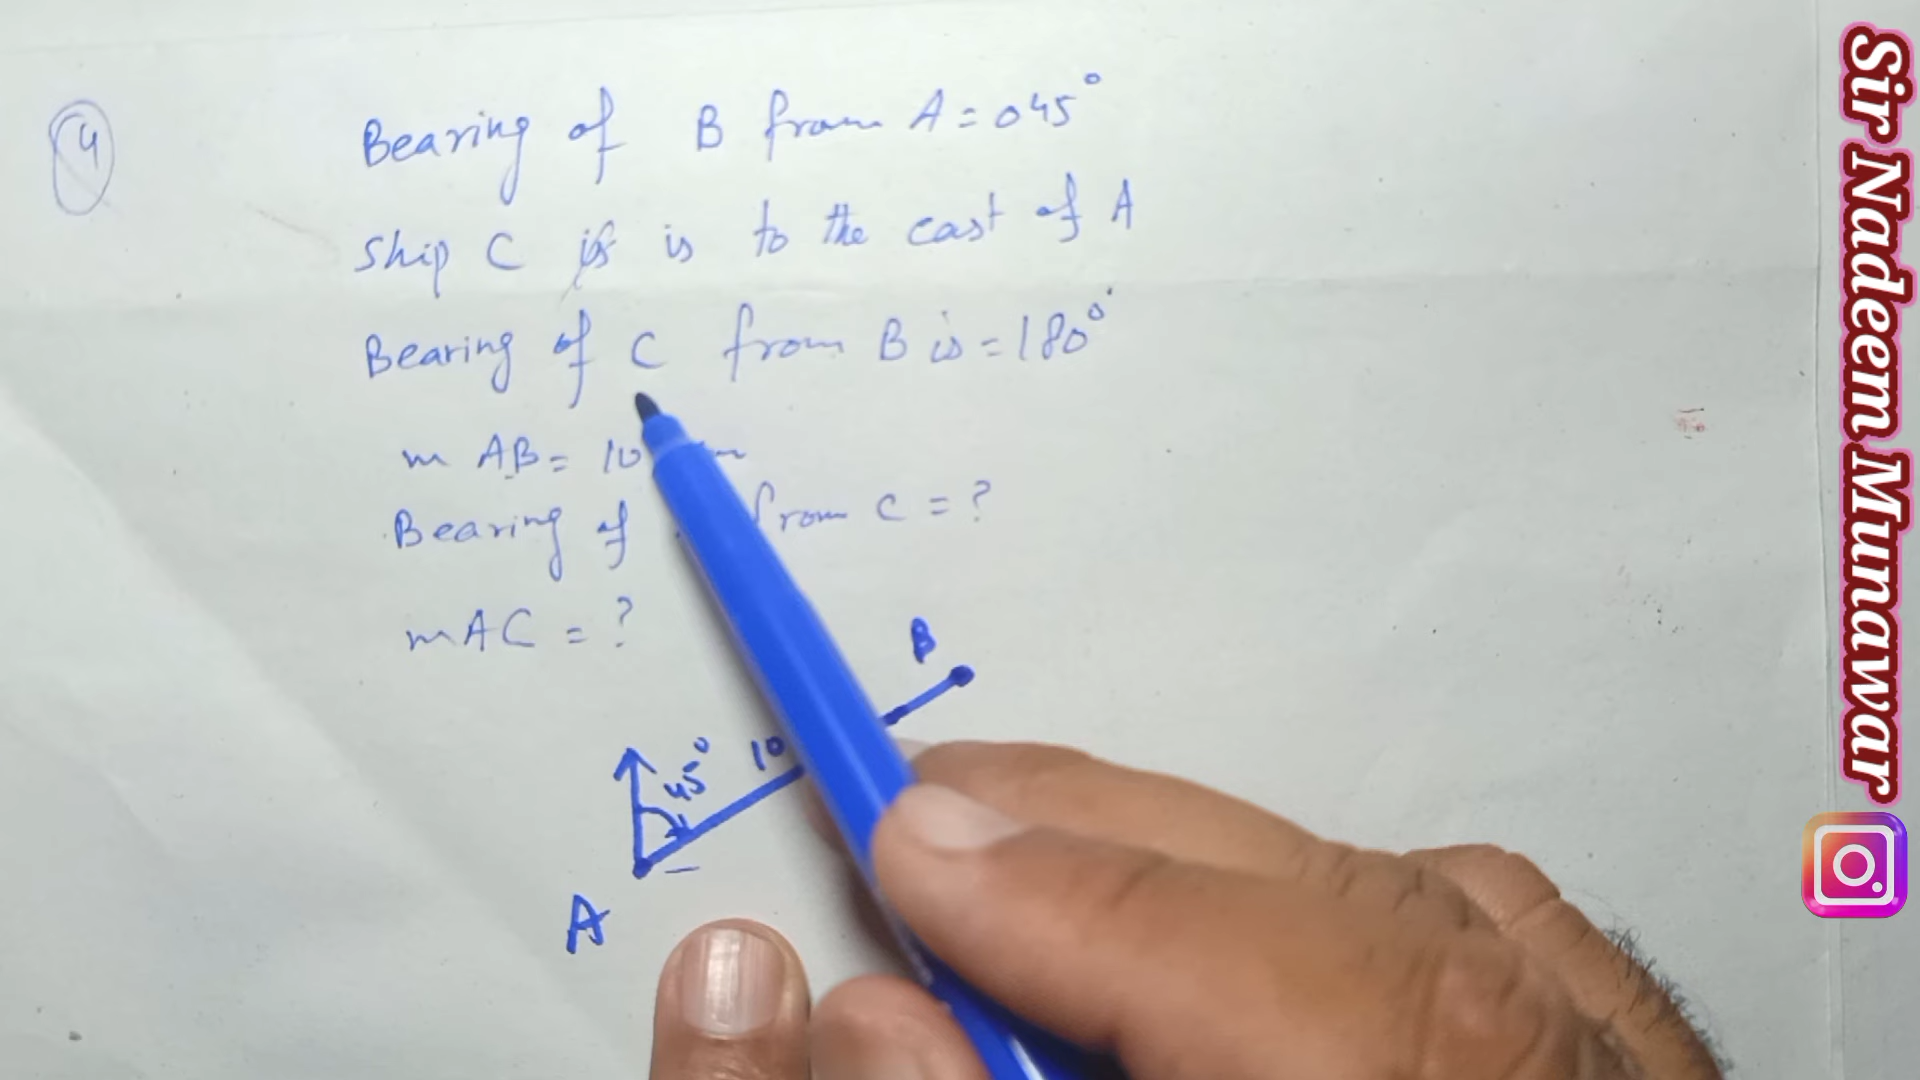 4
Bearing of B from A = 045°
Ship C is is to the east of A
Bearing of C from B is = 180°
m AB = 10
Bearing of from C = ?
mAC = ?
B
45°
10
A
Sir Nadeem Munawar